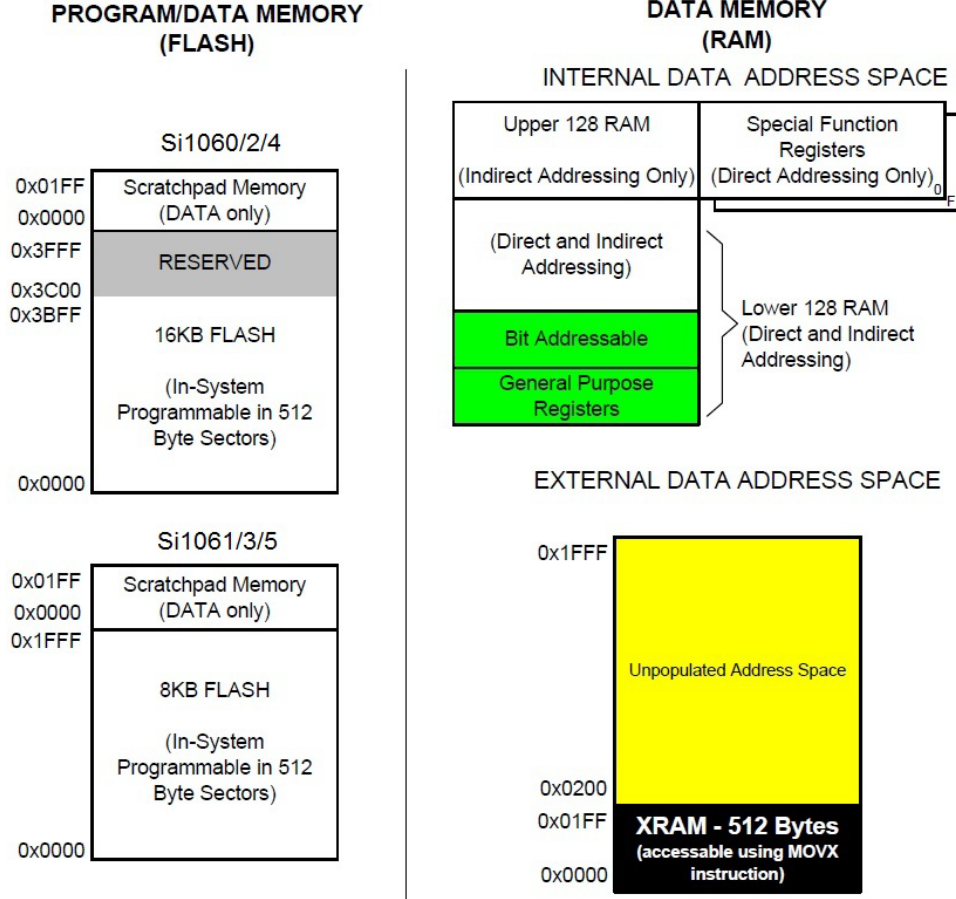 PROGRAM/DATA MEMORY
(FLASH)
Si1060/2/4
0x01FF
Scratchpad Memory
(DATA only)
0x0000
0x3FFF
RESERVED
0x3C00
0x3BFF
16KB FLASH
(In-System
Programmable in 512
Byte Sectors)
0x0000
Si1061/3/5
0x01FF
Scratchpad Memory
(DATA only)
0x0000
0x1FFF
8KB FLASH
(In-System
Programmable in 512
Byte Sectors)
0x0000
DATA MEMORY
(RAM)
INTERNAL DATA ADDRESS SPACE
Upper 128 RAM
(Indirect Addressing Only)
Special Function
Registers
(Direct Addressing Only)
0
F
(Direct and Indirect
Addressing)
Bit Addressable
General Purpose
Registers
Lower 128 RAM
(Direct and Indirect
Addressing)
EXTERNAL DATA ADDRESS SPACE
0x1FFF
Unpopulated Address Space
0x0200
0x01FF
XRAM - 512 Bytes
(accessable using MOVX
instruction)
0x0000